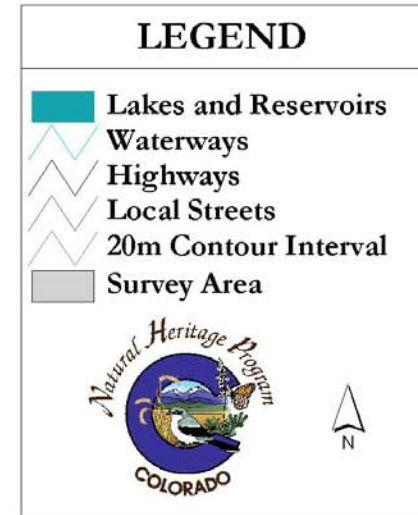 LEGEND
Lakes and Reservoirs
Waterways
Highways
Local Streets
20m Contour Interval
Survey Area
Natural Heritage Program
COLORADO
N